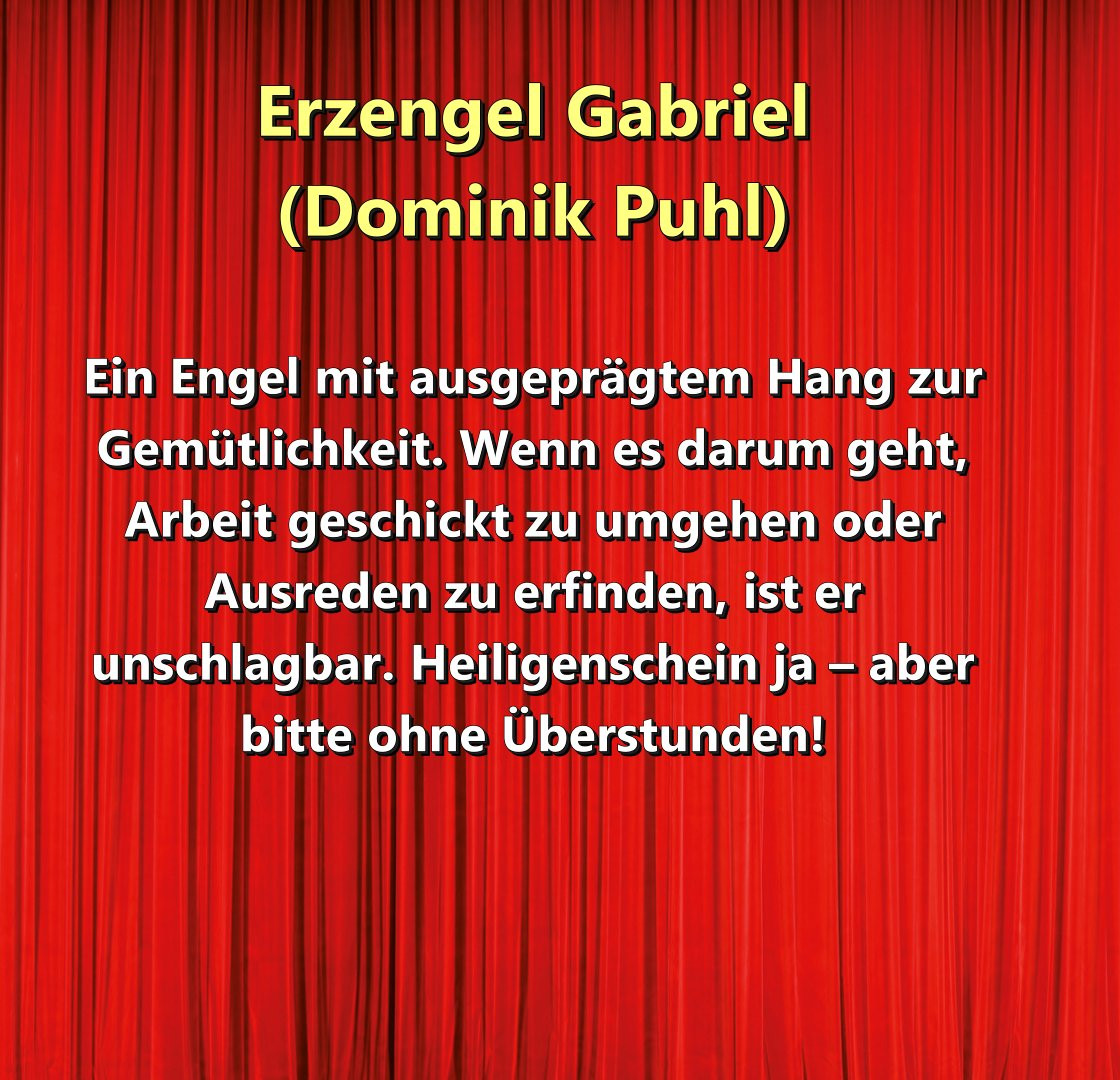 Erzengel Gabriel
(Dominik Puhl)
Ein Engel mit ausgeprägtem Hang zur
Gemütlichkeit. Wenn es darum geht,
Arbeit geschickt zu umgehen oder
Ausreden zu erfinden, ist er
unschlagbar. Heiligenschein ja – aber
bitte ohne Überstunden!